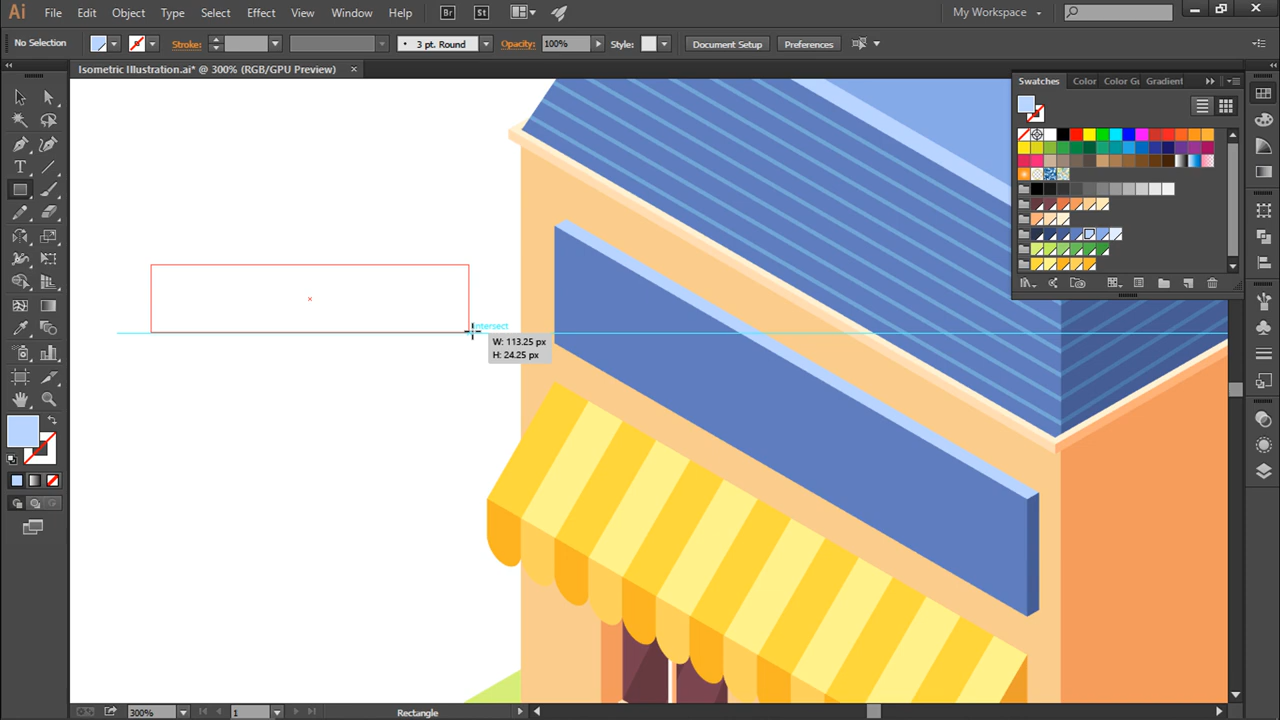 Ai File Edit Object Type Select Effect View Window Help Br St My Workspace
No Selection Stroke: 3 pt. Round Opacity: 100% Style: Document Setup Preferences
Isometric Illustration.ai* @ 300% (RGB/GPU Preview) ×
Swatches Color Color Gu Gradient
Intersect
W: 113.25 px
H: 24.25 px
300% 1 Rectangle